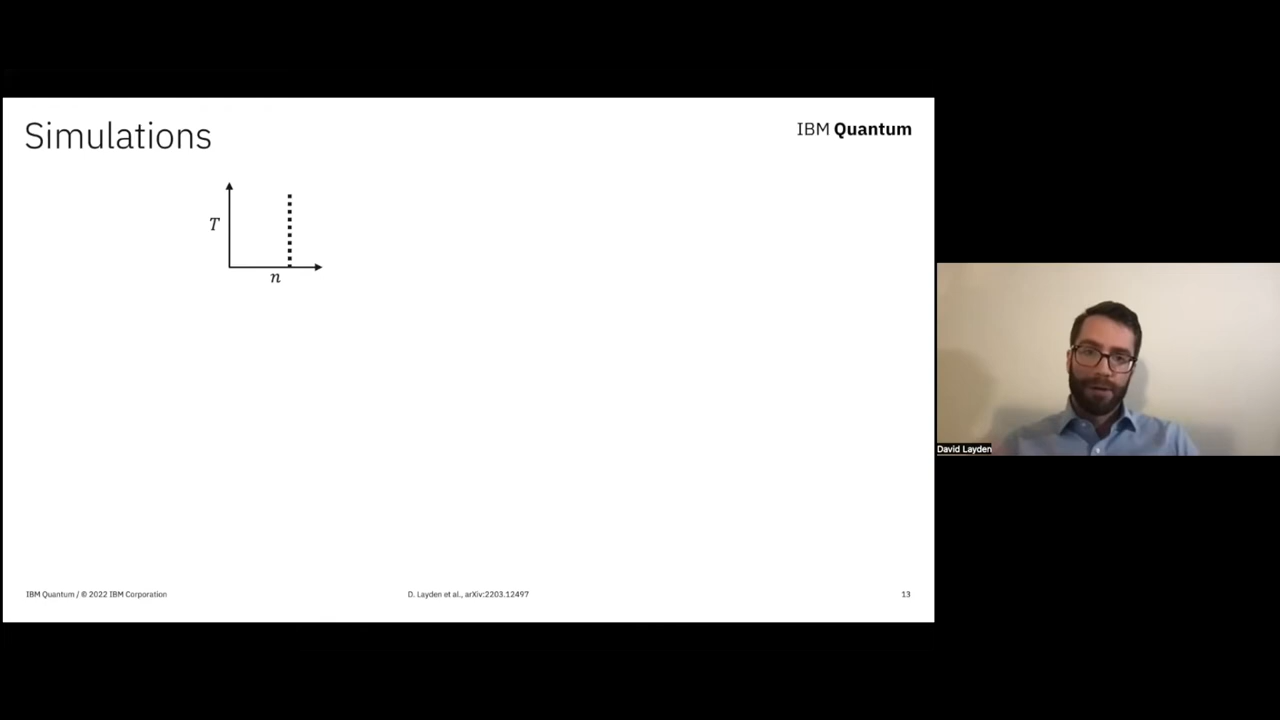 Simulations
IBM Quantum
T
n
David Layden
IBM Quantum / © 2022 IBM Corporation
D. Layden et al., arXiv:2203.12497
13